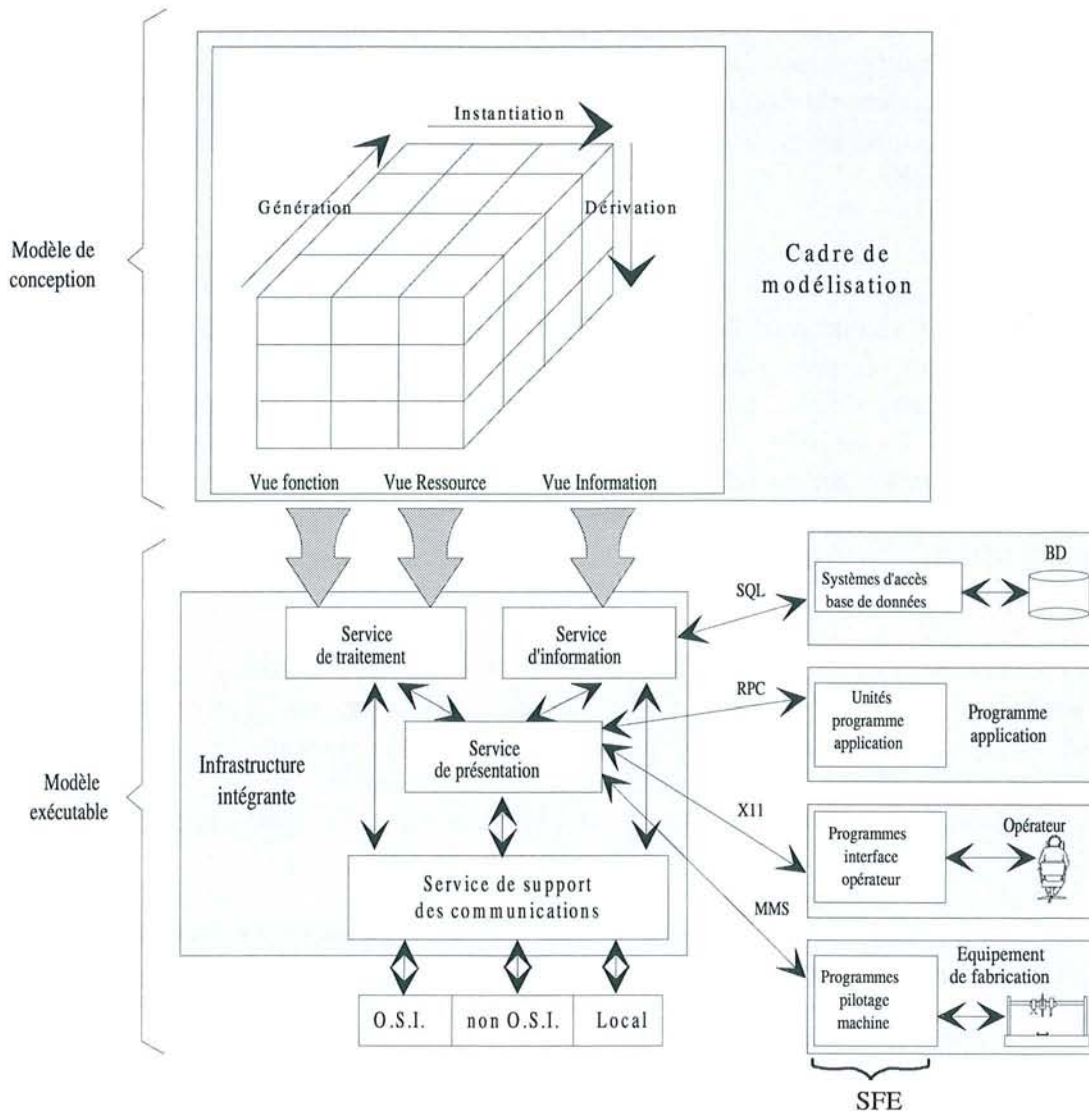 Instantiation
Génération
Dérivation
Modèle de
conception
Cadre de
modélisation
Vue fonction
Vue Ressource
Vue Information
BD
Systèmes d'accès
base de données
SQL
Service
de traitement
Service
d'information
RPC
Unités
programme
application
Programme
application
Service
de présentation
Infrastructure
intégrante
Modèle
exécutable
X11
Programmes
interface
opérateur
Opérateur
Service de support
des communications
MMS
Equipement
de fabrication
Programmes
pilotage
machine
O.S.I.
non O.S.I.
Local
SFE